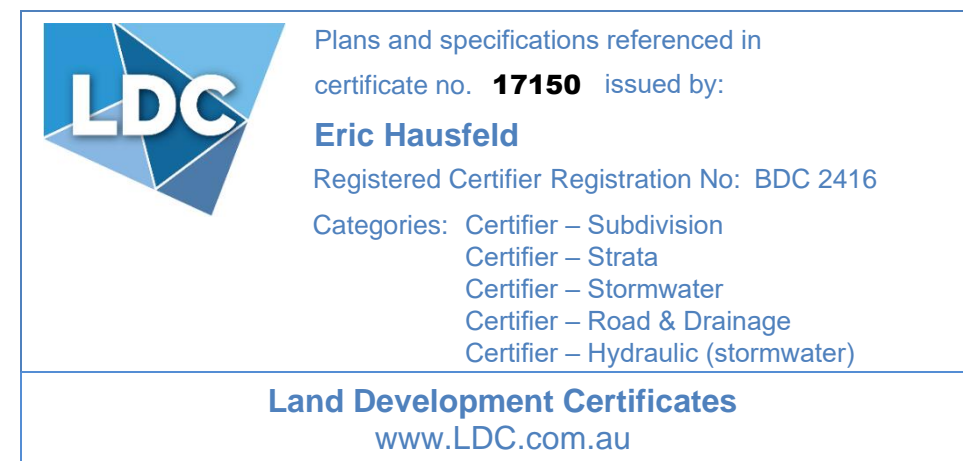 LDC
Plans and specifications referenced in
certificate no. 17150 issued by:
Eric Hausfeld
Registered Certifier Registration No: BDC 2416
Categories: Certifier – Subdivision
Certifier – Strata
Certifier – Stormwater
Certifier – Road & Drainage
Certifier – Hydraulic (stormwater)
Land Development Certificates
www.LDC.com.au